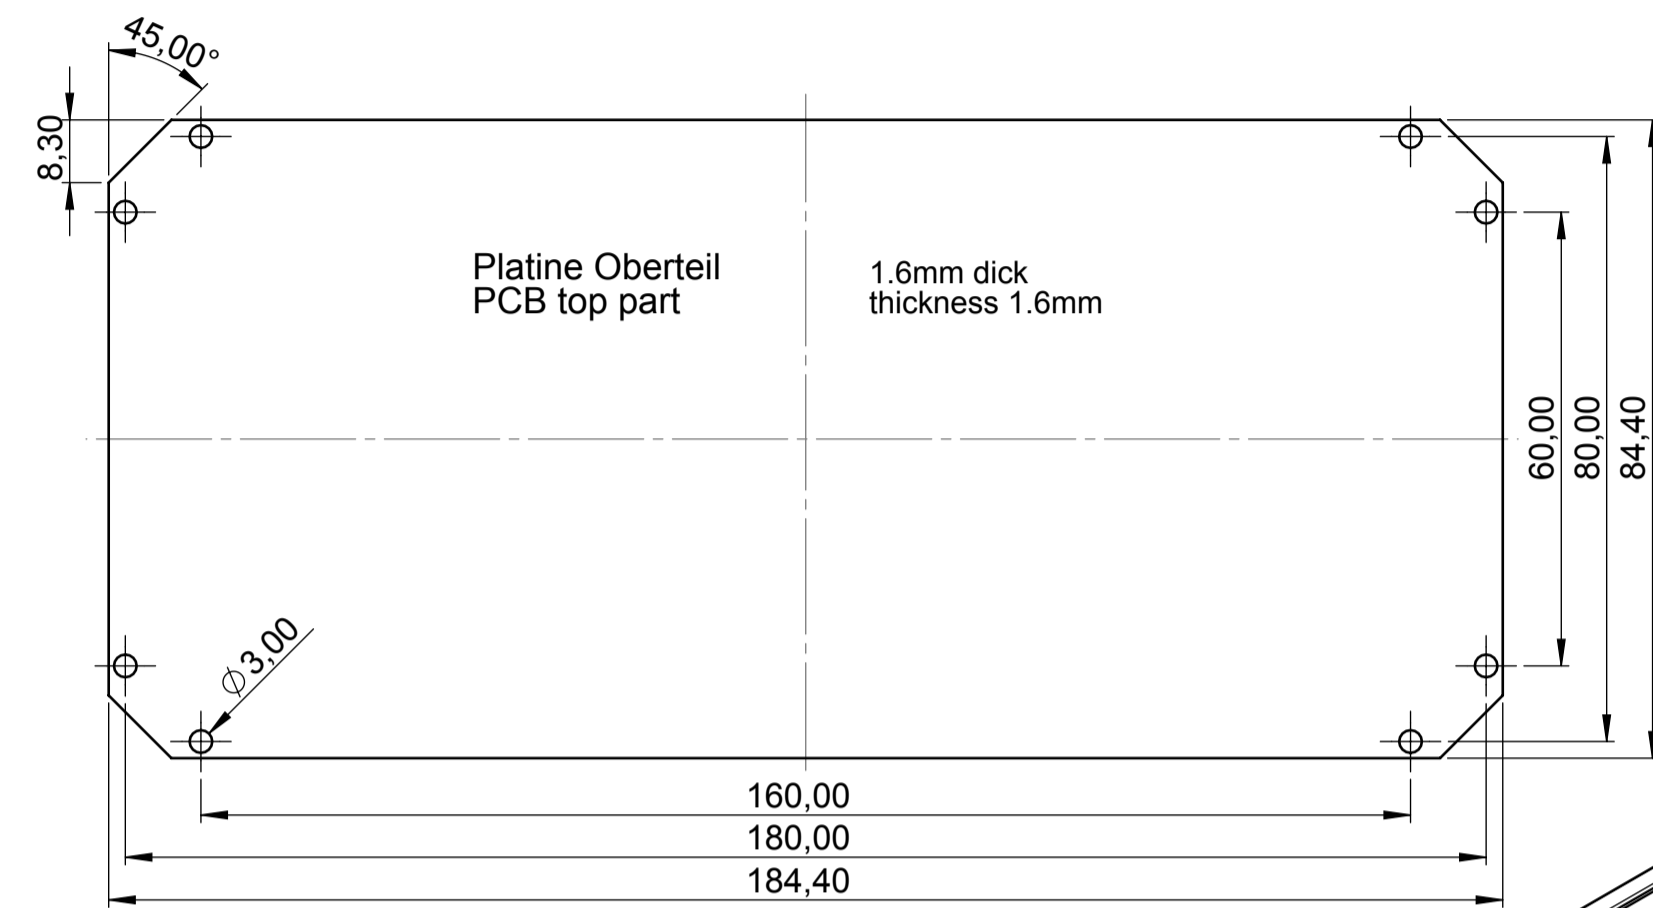 45,00°
8,30
Platine Oberteil
PCB top part
1.6mm dick
thickness 1.6mm
60,00
80,00
84,40
⌀3,00
160,00
180,00
184,40